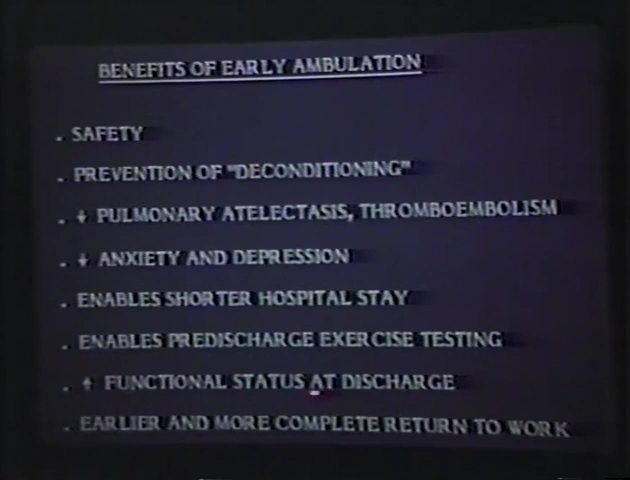 BENEFITS OF EARLY AMBULATION
. SAFETY
. PREVENTION OF "DECONDITIONING"
. ↓ PULMONARY ATELECTASIS, THROMBOEMBOLISM
. ↓ ANXIETY AND DEPRESSION
. ENABLES SHORTER HOSPITAL STAY
. ENABLES PREDISCHARGE EXERCISE TESTING
. ↑ FUNCTIONAL STATUS AT DISCHARGE
. EARLIER AND MORE COMPLETE RETURN TO WORK